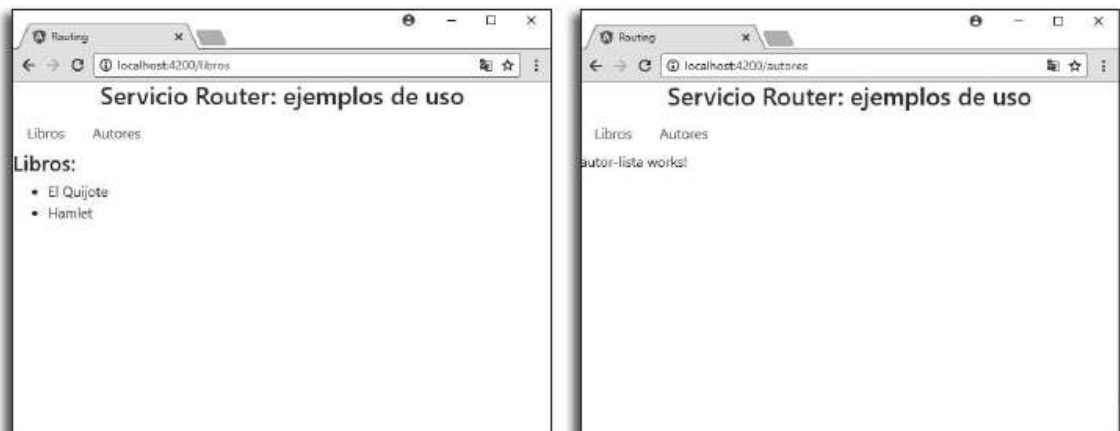 Routing
localhost:4200/libros
Servicio Router: ejemplos de uso
Libros Autores
Libros:
El Quijote
Hamlet
Routing
localhost:4200/autores
Servicio Router: ejemplos de uso
Libros Autores
autor-lista works!